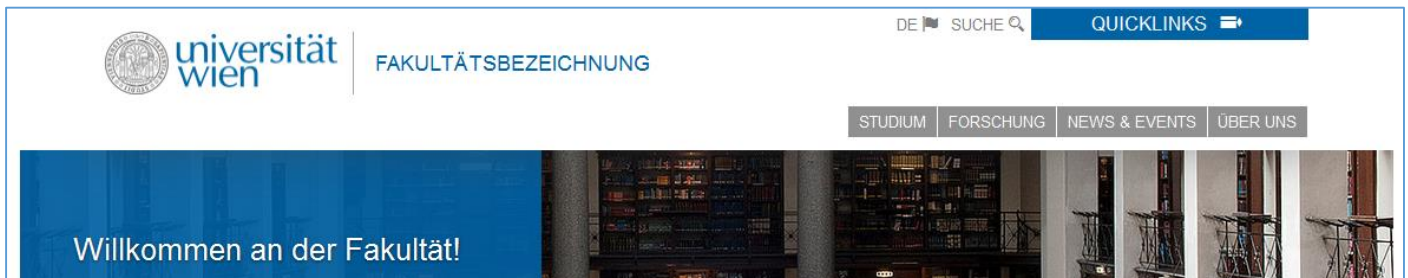 DE SUCHE QUICKLINKS
universität
wien
FAKULTÄTSBEZEICHNUNG
STUDIUM FORSCHUNG NEWS & EVENTS ÜBER UNS
Willkommen an der Fakultät!